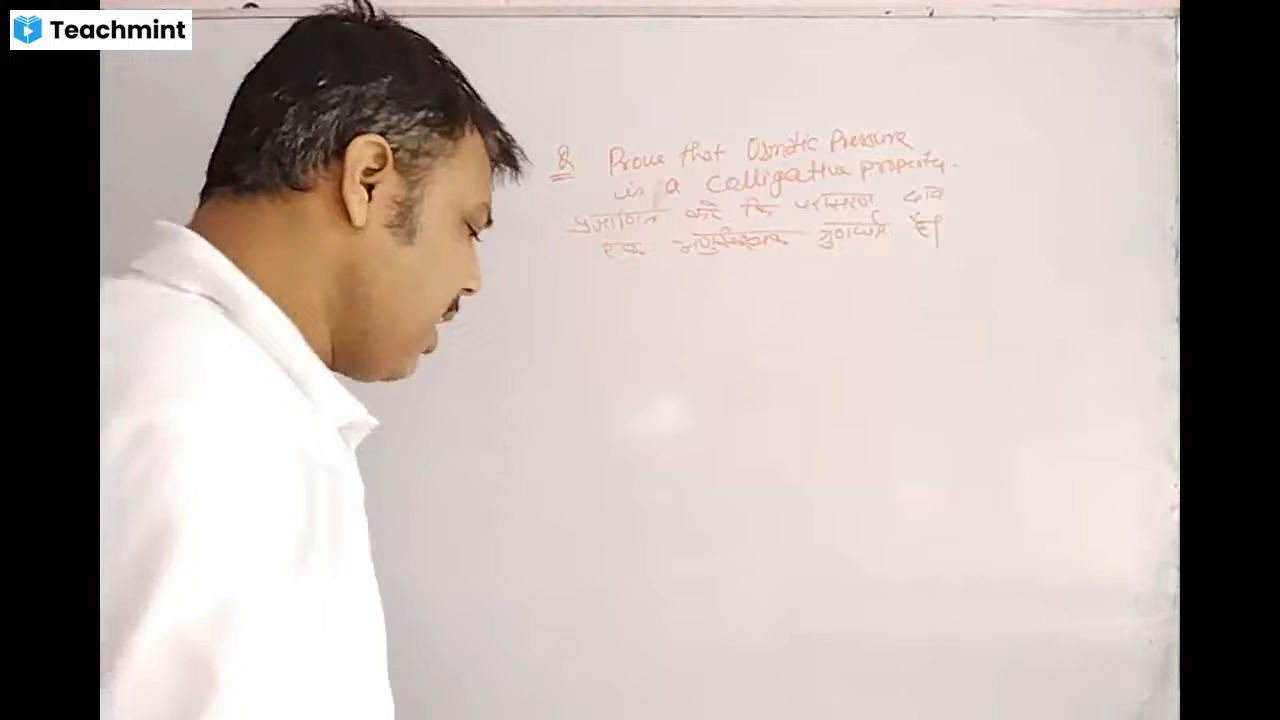 Teachmint
Q Prove that Osmotic Pressure
is a Colligative property.
प्रमाणित करें कि परासरण दाब
एक अणुसंख्यक गुणधर्म है।